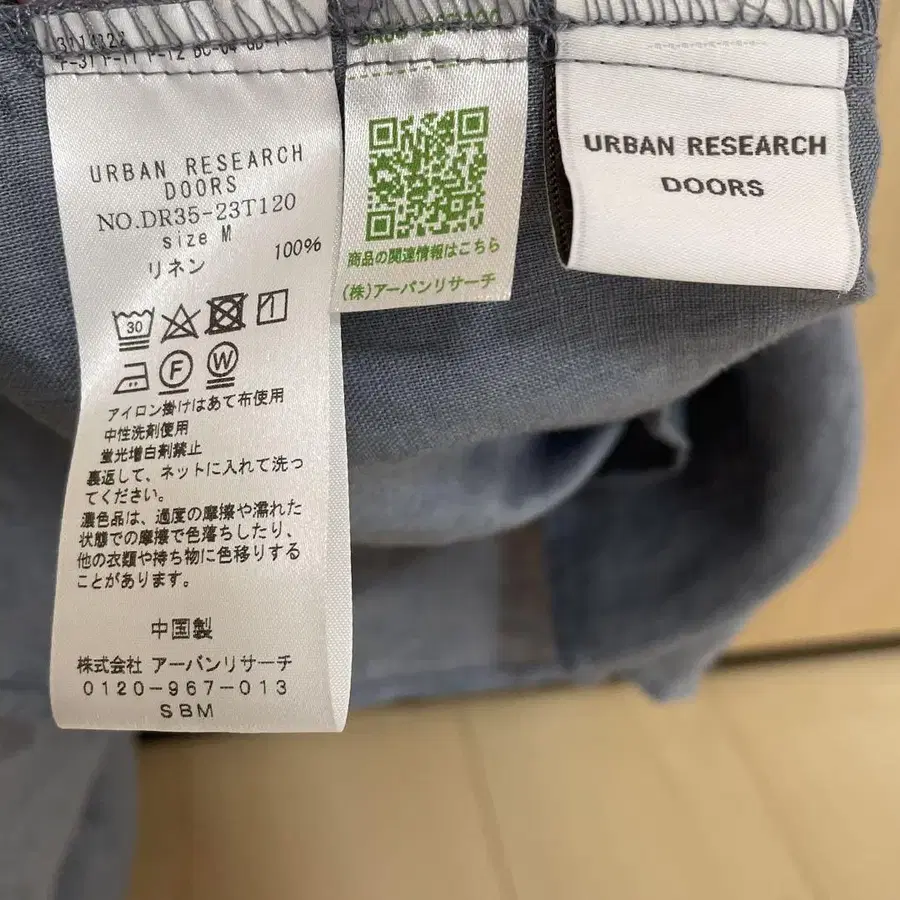 URBAN RESEARCH
DOORS
NO.DR35-23T120
size M
リネン 100%
30
F
W
アイロン掛けはあて布使用
中性洗剤使用
蛍光増白剤禁止
裏返して、ネットに入れて洗っ
てください。
濃色品は、過度の摩擦や濡れた
状態での摩擦で色落ちしたり、
他の衣類や持ち物に色移りする
ことがあります。
中国製
株式会社 アーバンリサーチ
0120-967-013
SBM
商品の関連情報はこちら
(株)アーバンリサーチ
URBAN RESEARCH
DOORS